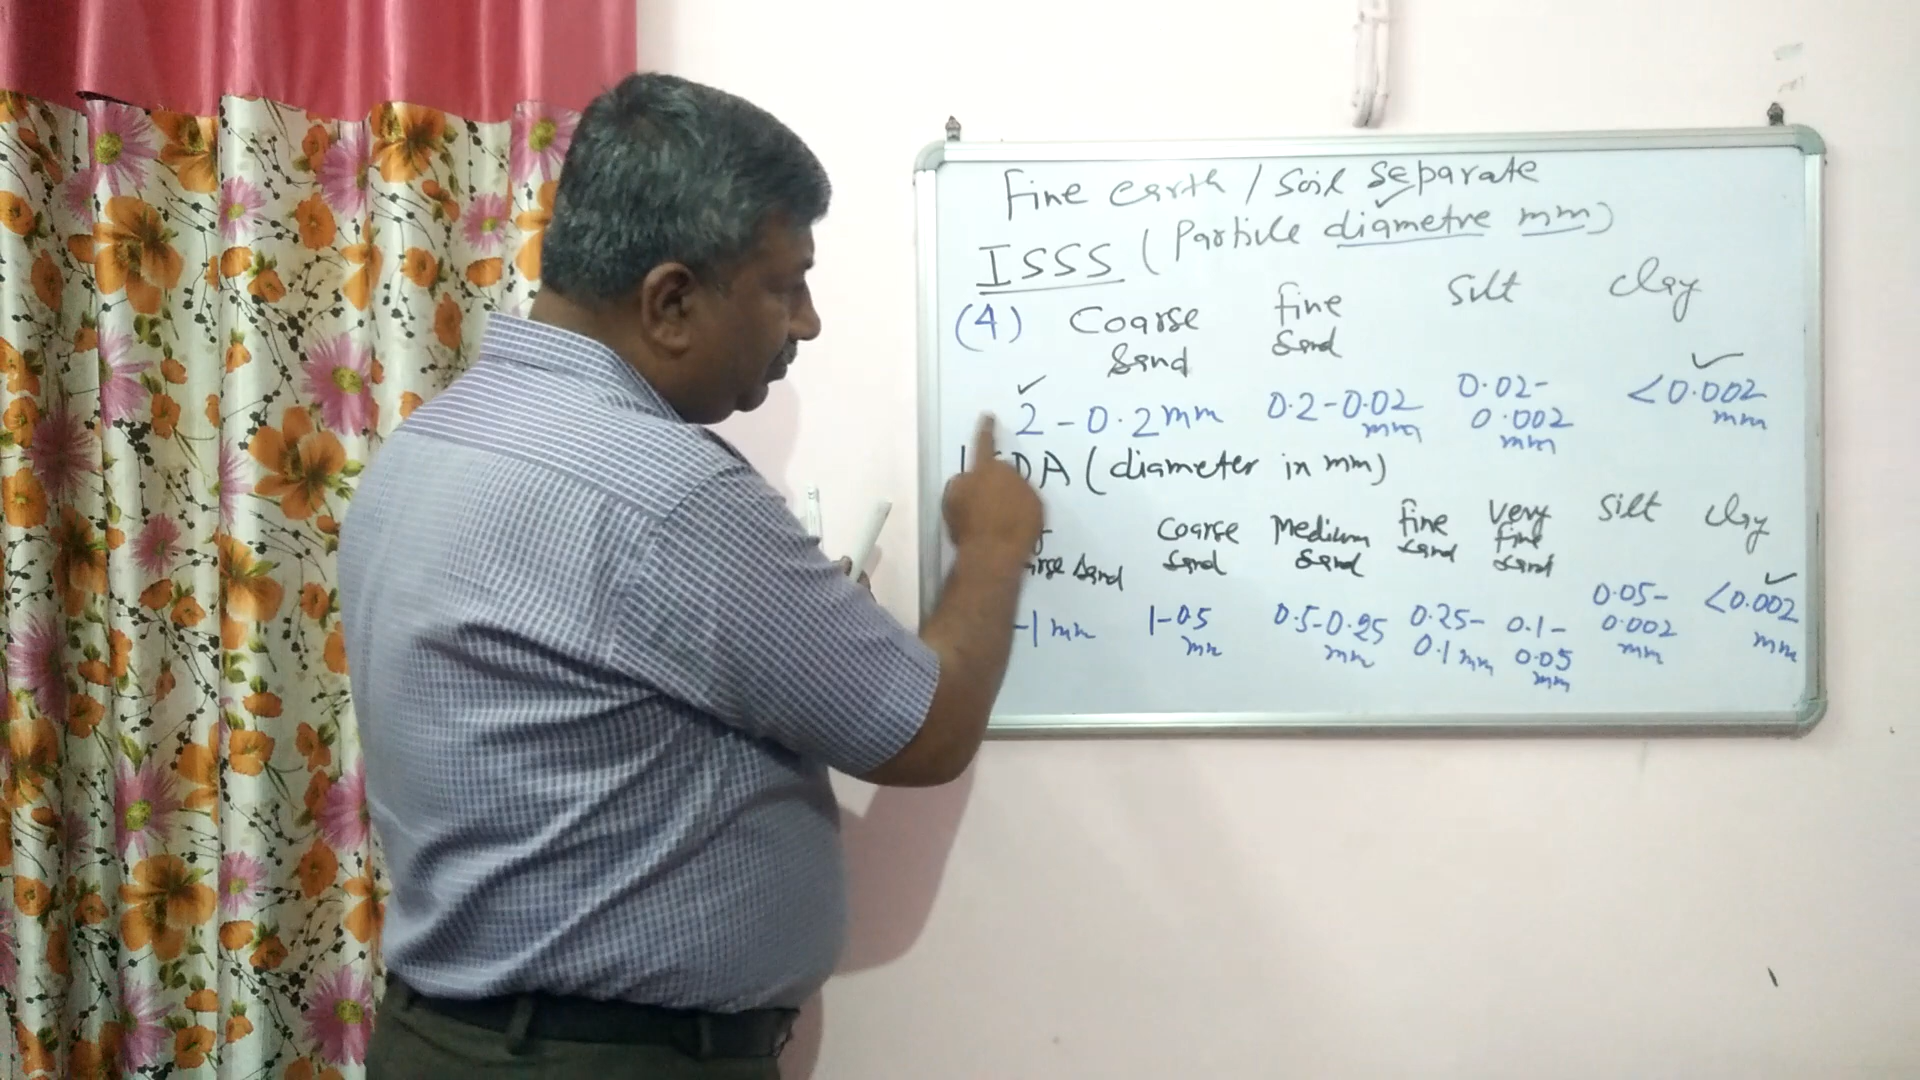 Fine earth / Soil Separate
ISSS (Particle diametre mm)
(4) Coarse Sand fine Sand Silt Clay
2 - 0.2 mm 0.2-0.02 mm 0.02-0.002 mm <0.002 mm
DA (diameter in mm)
Sand Coarse Sand Medium Sand fine Sand Very fine Sand Silt Clay
-1 mm 1-0.5 mm 0.5-0.25 mm 0.25-0.1 mm 0.1-0.05 mm 0.05-0.002 mm <0.002 mm